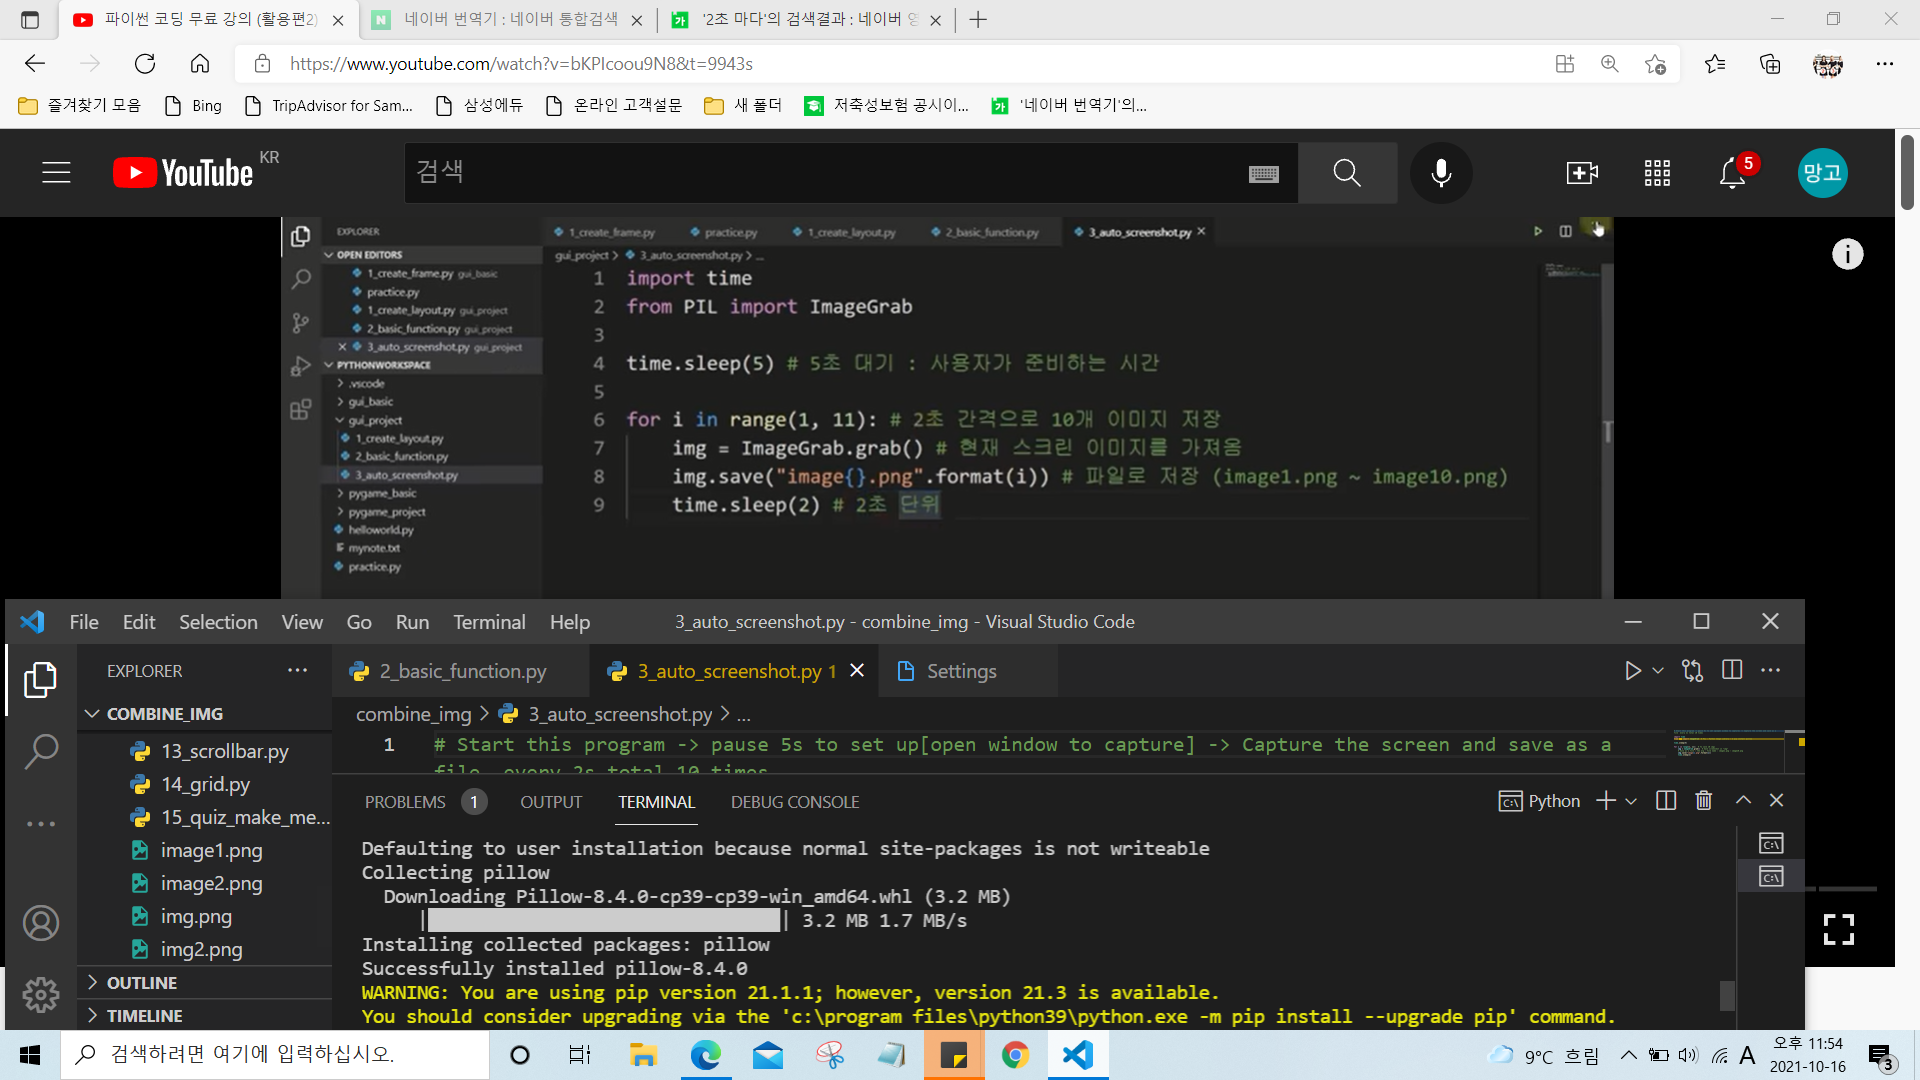 파이썬 코딩 무료 강의 (활용편2)
네이버 번역기 : 네이버 통합검색
'2초 마다'의 검색결과 : 네이버 영
https://www.youtube.com/watch?v=bKPIcoou9N8&t=9943s
즐겨찾기 모음
Bing
TripAdvisor for Sam...
삼성에듀
온라인 고객설문
새 폴더
저축성보험 공시이...
'네이버 번역기'의...
YouTube KR
검색
5
망고
EXPLORER
1_create_frame.py
practice.py
1_create_layout.py
2_basic_function.py
3_auto_screenshot.py
OPEN EDITORS
1_create_frame.py gui_basic
practice.py
1_create_layout.py gui_project
2_basic_function.py gui_project
3_auto_screenshot.py gui_project
PYTHONWORKSPACE
.vscode
gui_basic
gui_project
1_create_layout.py
2_basic_function.py
3_auto_screenshot.py
pygame_basic
pygame_project
helloworld.py
mynote.txt
practice.py
gui_project > 3_auto_screenshot.py > ...
1 import time
2 from PIL import ImageGrab
3
4 time.sleep(5) # 5초 대기 : 사용자가 준비하는 시간
5
6 for i in range(1, 11): # 2초 간격으로 10개 이미지 저장
7 img = ImageGrab.grab() # 현재 스크린 이미지를 가져옴
8 img.save("image{}.png".format(i)) # 파일로 저장 (image1.png ~ image10.png)
9 time.sleep(2) # 2초 단위
File Edit Selection View Go Run Terminal Help
3_auto_screenshot.py - combine_img - Visual Studio Code
EXPLORER
2_basic_function.py
3_auto_screenshot.py 1
Settings
COMBINE_IMG
13_scrollbar.py
14_grid.py
15_quiz_make_me...
image1.png
image2.png
img.png
img2.png
OUTLINE
TIMELINE
combine_img > 3_auto_screenshot.py > ...
1 # Start this program -> pause 5s to set up[open window to capture] -> Capture the screen and save as a
file, every 2s total 10 times
PROBLEMS 1 OUTPUT TERMINAL DEBUG CONSOLE
Python
Defaulting to user installation because normal site-packages is not writeable
Collecting pillow
Downloading Pillow-8.4.0-cp39-cp39-win_amd64.whl (3.2 MB)
| | 3.2 MB 1.7 MB/s
Installing collected packages: pillow
Successfully installed pillow-8.4.0
WARNING: You are using pip version 21.1.1; however, version 21.3 is available.
You should consider upgrading via the 'c:\program files\python39\python.exe -m pip install --upgrade pip' command.
검색하려면 여기에 입력하십시오.
9°C 흐림
A
오후 11:54
2021-10-16
3